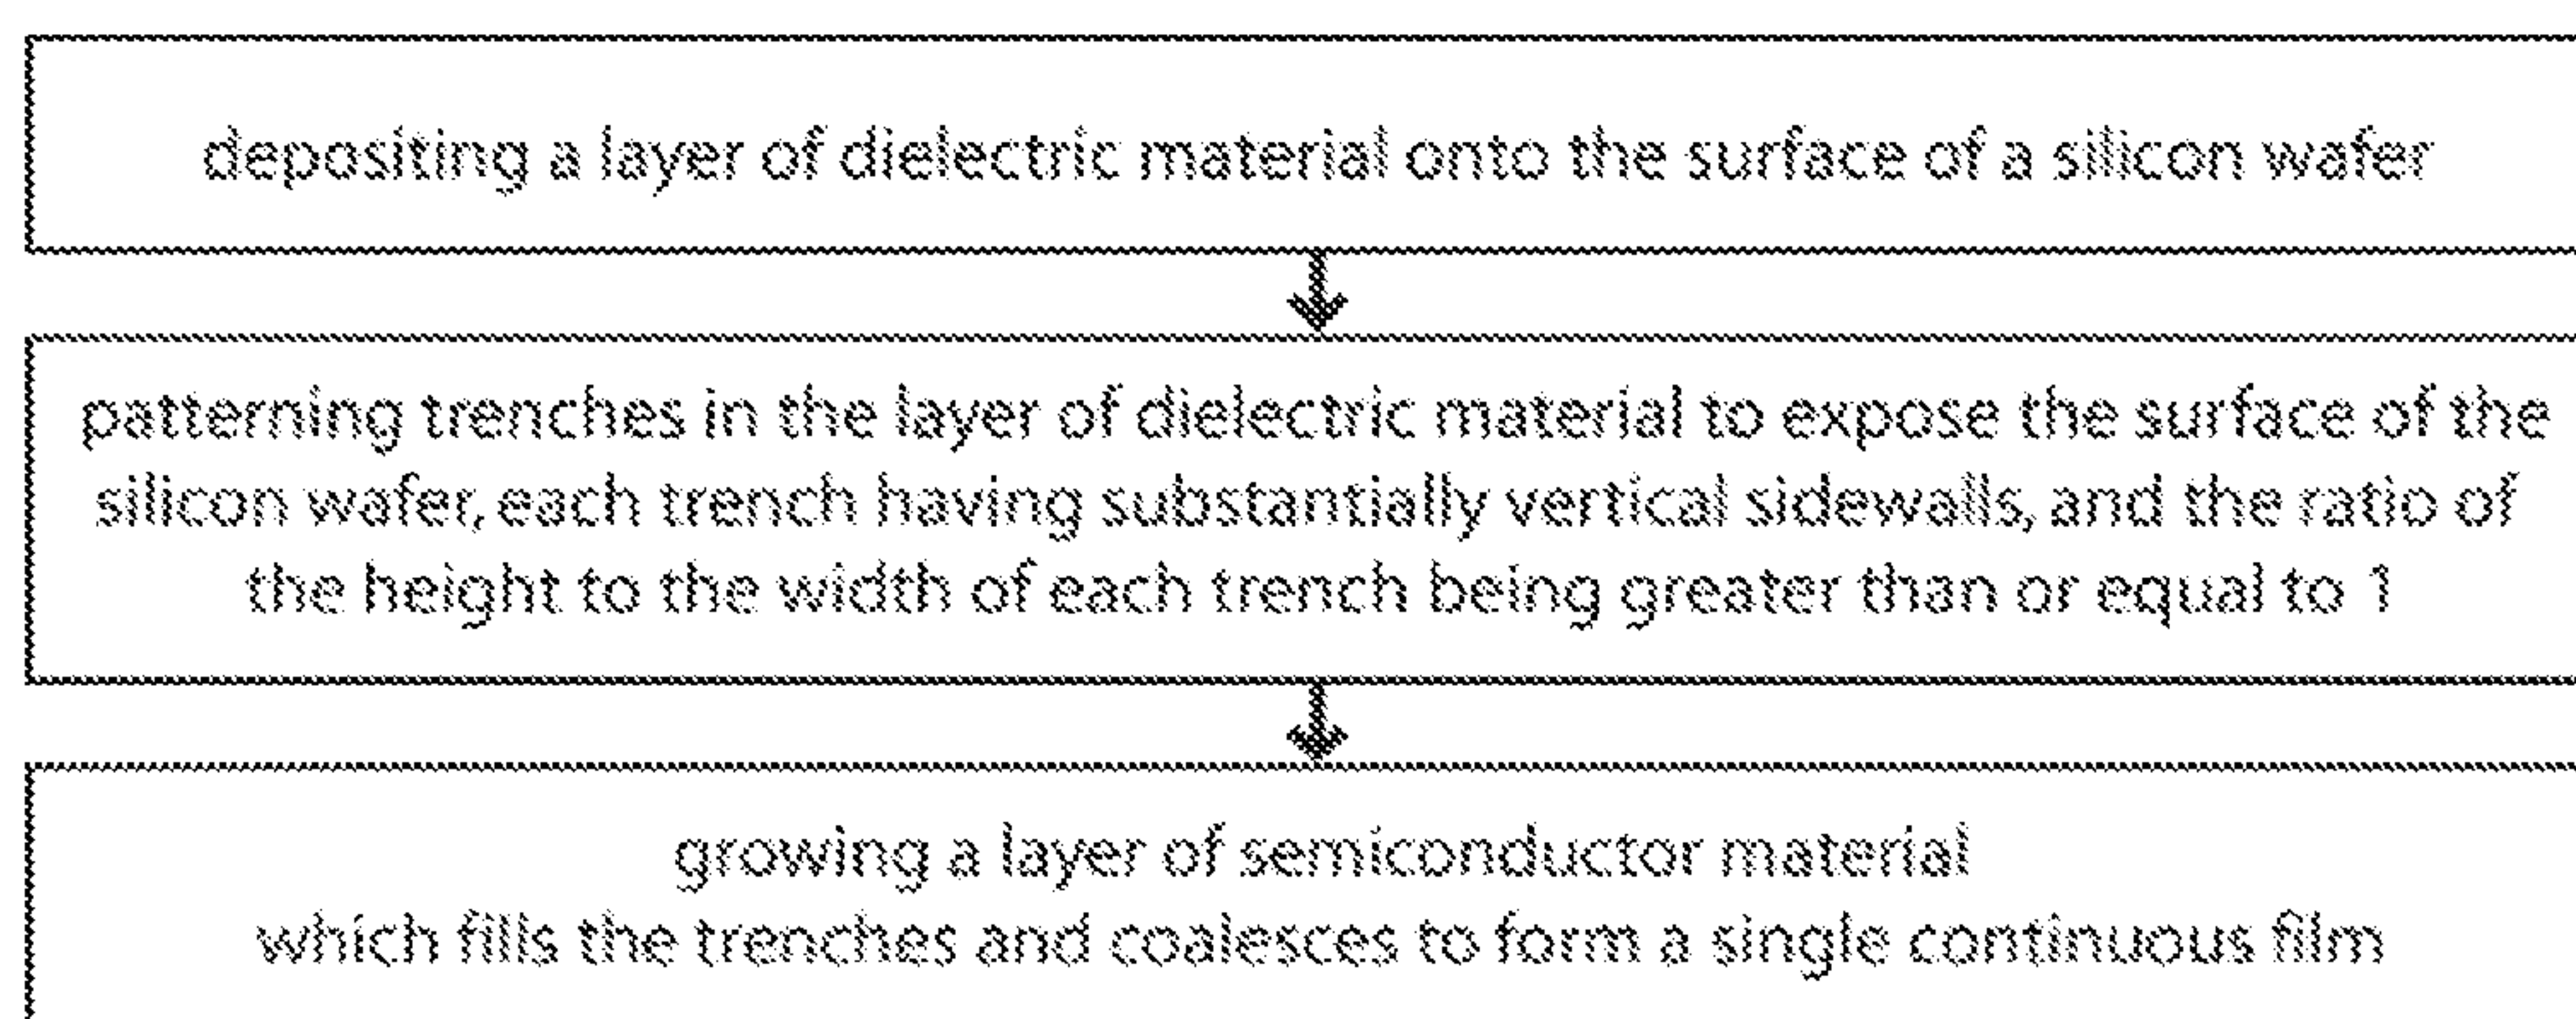 depositing a layer of dielectric material onto the surface of a silicon wafer
patterning trenches in the layer of dielectric material to expose the surface of the
silicon wafer, each trench having substantially vertical sidewalls, and the ratio of
the height to the width of each trench being greater than or equal to 1
growing a layer of semiconductor material
which fills the trenches and coalesces to form a single continuous film